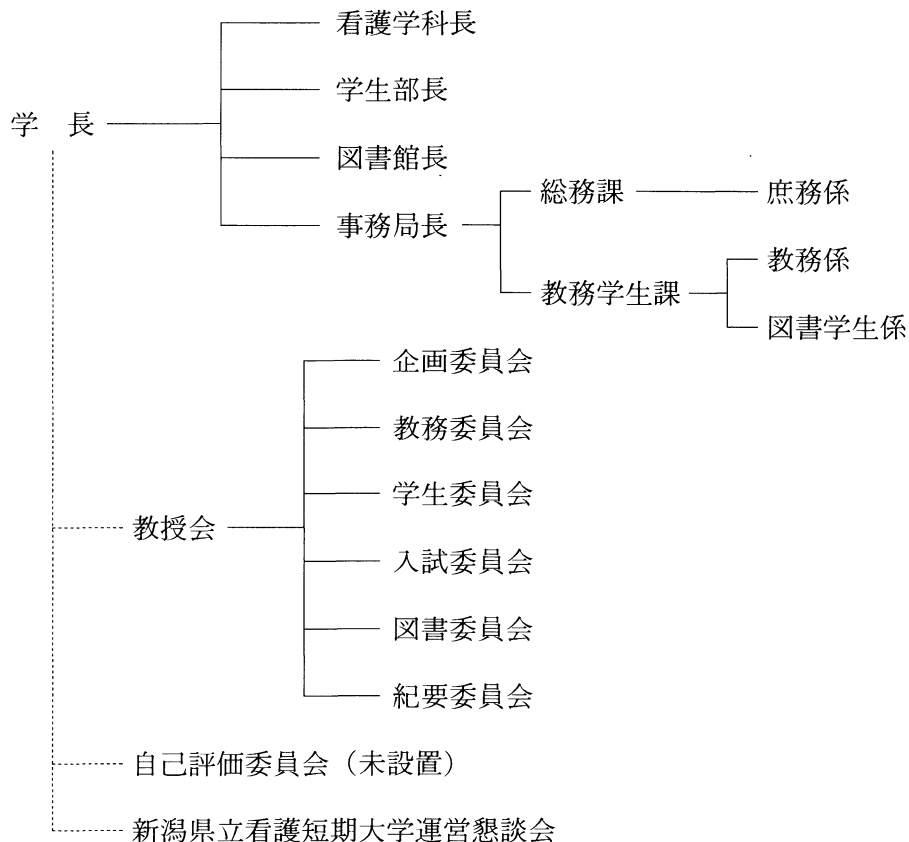 看護学科長
学生部長
学　長
図書館長
総務課
庶務係
事務局長
教務係
教務学生課
図書学生係
企画委員会
教務委員会
学生委員会
教授会
入試委員会
図書委員会
紀要委員会
自己評価委員会（未設置）
新潟県立看護短期大学運営懇談会